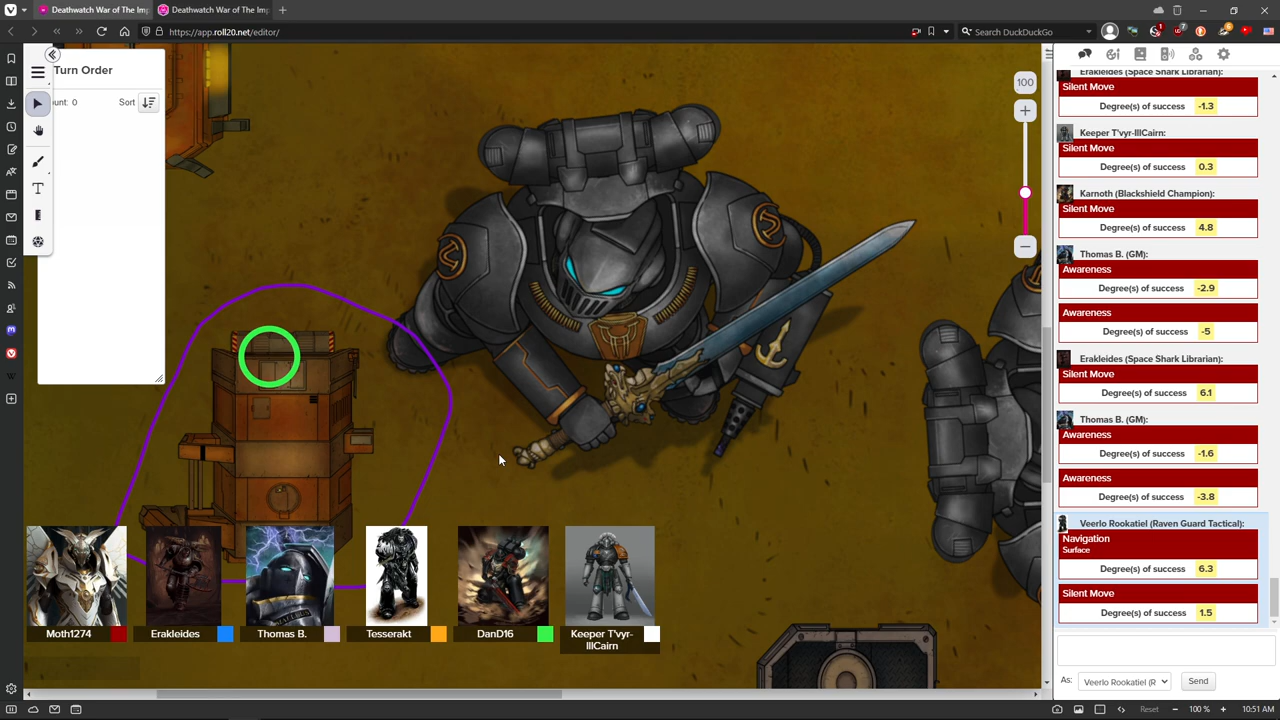 Deathwatch War of The Imp
Deathwatch War of The Imp
https://app.roll20.net/editor/
Search DuckDuckGo
Turn Order
unt: 0
Sort
100
Erakleides (Space Shark Librarian):
Silent Move
Degree(s) of success -1.3
Keeper T'vyr-IllCairn:
Silent Move
Degree(s) of success 0.3
Karnoth (Blackshield Champion):
Silent Move
Degree(s) of success 4.8
Thomas B. (GM):
Awareness
Degree(s) of success -2.9
Awareness
Degree(s) of success -5
Erakleides (Space Shark Librarian):
Silent Move
Degree(s) of success 6.1
Thomas B. (GM):
Awareness
Degree(s) of success -1.6
Awareness
Degree(s) of success -3.8
Veerlo Rookatiel (Raven Guard Tactical):
Navigation
Surface
Degree(s) of success 6.3
Silent Move
Degree(s) of success 1.5
Moth1274
Erakleides
Thomas B.
Tesserakt
DanD16
Keeper T'vyr-
IllCairn
As:
Veerlo Rookatiel (R
Send
Reset
100 %
10:51 AM